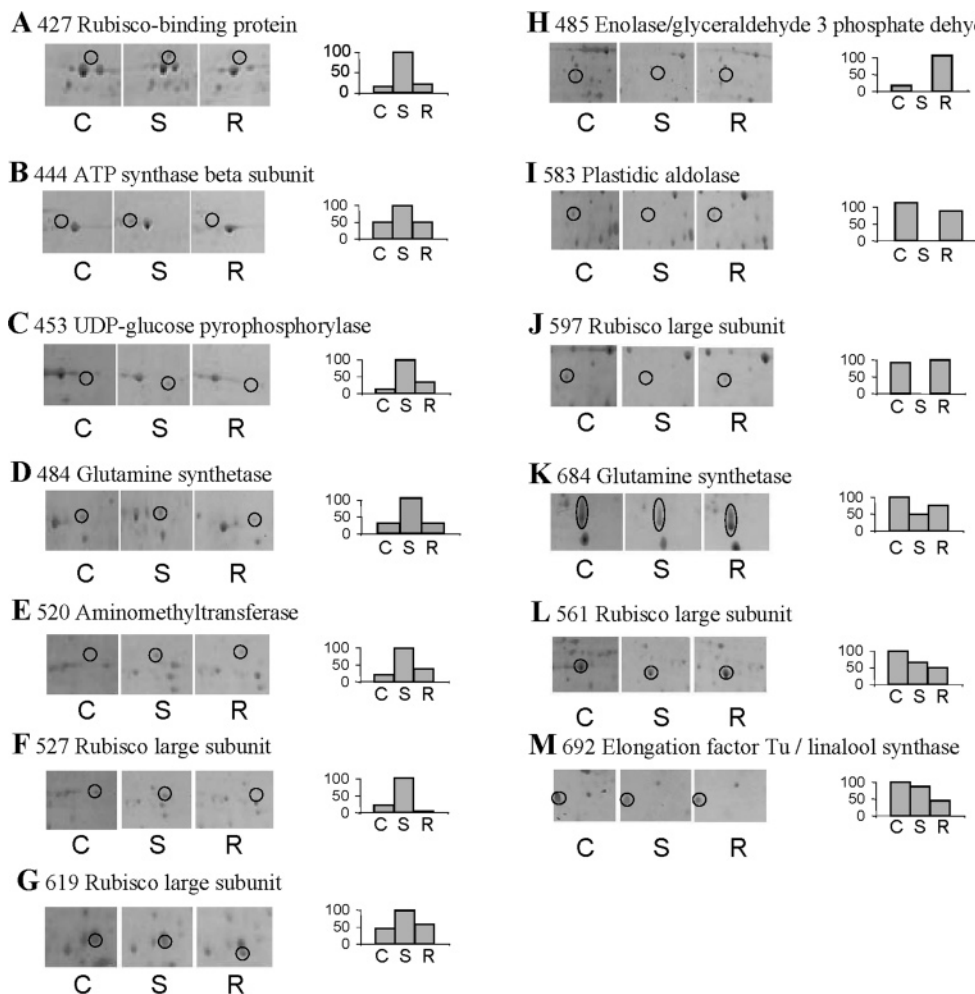 A 427 Rubisco-binding protein
100
50
0
C S R
C S R
B 444 ATP synthase beta subunit
100
50
0
C S R
C S R
C 453 UDP-glucose pyrophosphorylase
100
50
0
C S R
C S R
D 484 Glutamine synthetase
100
50
0
C S R
C S R
E 520 Aminomethyltransferase
100
50
0
C S R
C S R
F 527 Rubisco large subunit
100
50
0
C S R
C S R
G 619 Rubisco large subunit
100
50
0
C S R
C S R
H 485 Enolase/glyceraldehyde 3 phosphate dehy
100
50
0
C S R
C S R
I 583 Plastidic aldolase
100
50
0
C S R
C S R
J 597 Rubisco large subunit
100
50
0
C S R
C S R
K 684 Glutamine synthetase
100
50
0
C S R
C S R
L 561 Rubisco large subunit
100
50
0
C S R
C S R
M 692 Elongation factor Tu / linalool synthase
100
50
0
C S R
C S R